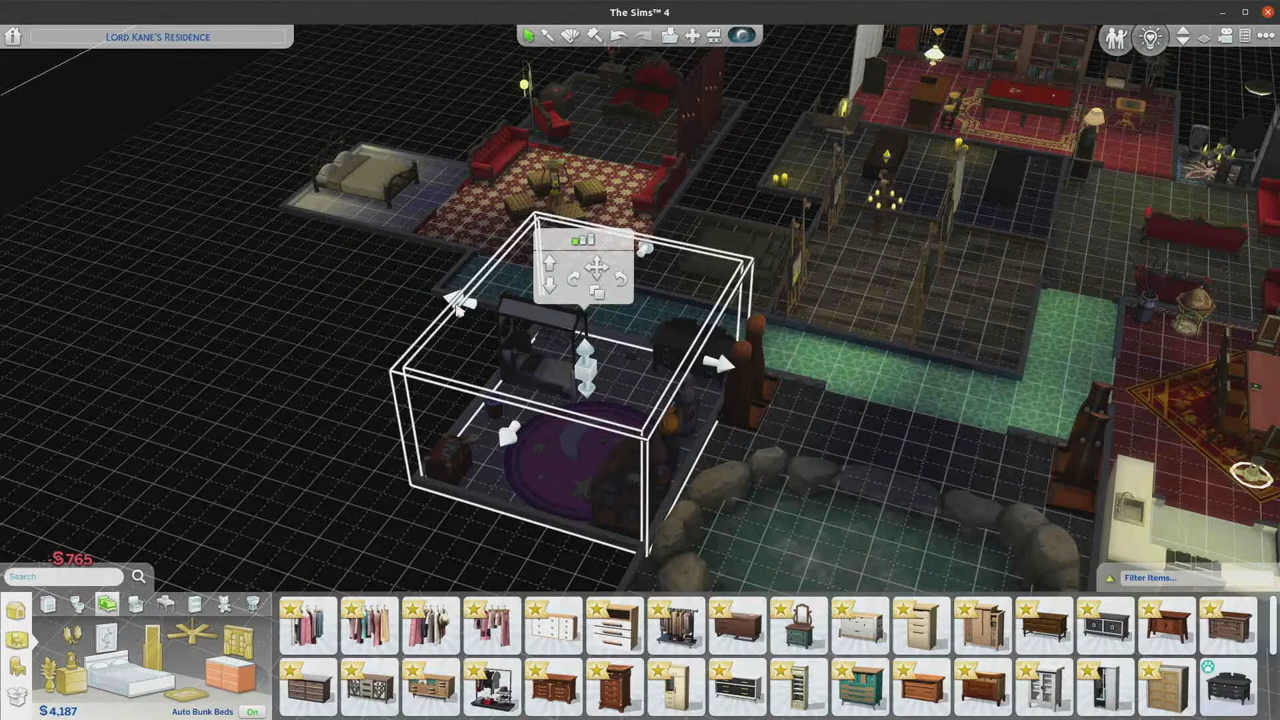 The Sims™ 4
LORD KANE'S RESIDENCE
$765
Search
Filter Items...
Auto Bunk Beds
On
$4,187